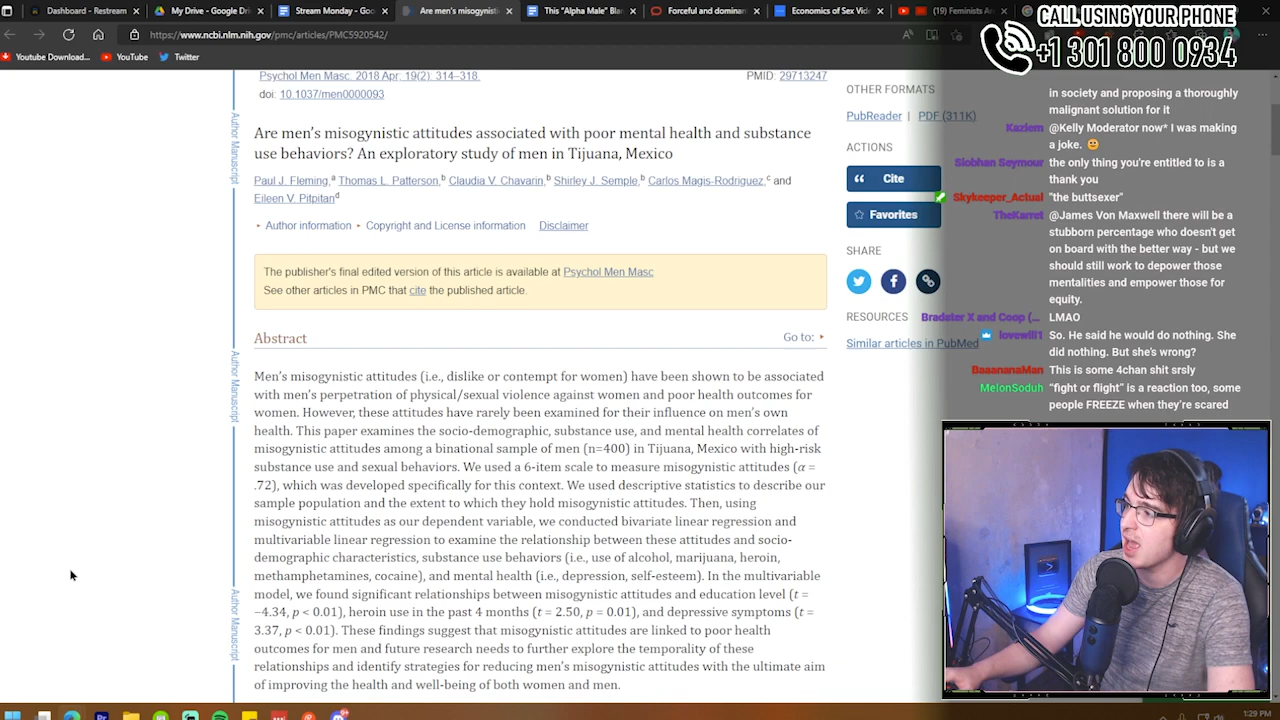 Dashboard - Restream
My Drive - Google Dri
Stream Monday - Goo
Are men's misogynisti
This "Alpha Male" Bla
Forceful and dominan
Economics of Sex Vide
(19) Feminists A
https://www.ncbi.nlm.nih.gov/pmc/articles/PMC5920542/
Youtube Download...
YouTube
Twitter
CALL USING YOUR PHONE
+1 301 800 0934
Psychol Men Masc. 2018 Apr; 19(2): 314–318.
PMID: 29713247
doi: 10.1037/men0000093
Author Manuscript
Are men's misogynistic attitudes associated with poor mental health and substance
use behaviors? An exploratory study of men in Tijuana, Mexico
Paul J. Fleming,a Thomas L. Patterson,b Claudia V. Chavarin,b Shirley J. Semple,b Carlos Magis-Rodriguez,c and
Eileen V. Pitpitand
Author information
Copyright and License information
Disclaimer
The publisher's final edited version of this article is available at Psychol Men Masc
See other articles in PMC that cite the published article.
Abstract
Go to:
Author Manuscript
Men's misogynistic attitudes (i.e., dislike or contempt for women) have been shown to be associated
with men's perpetration of physical/sexual violence against women and poor health outcomes for
women. However, these attitudes have rarely been examined for their influence on men's own
health. This paper examines the socio-demographic, substance use, and mental health correlates of
misogynistic attitudes among a binational sample of men (n=400) in Tijuana, Mexico with high-risk
substance use and sexual behaviors. We used a 6-item scale to measure misogynistic attitudes (α =
.72), which was developed specifically for this context. We used descriptive statistics to describe our
sample population and the extent to which they hold misogynistic attitudes. Then, using
misogynistic attitudes as our dependent variable, we conducted bivariate linear regression and
multivariable linear regression to examine the relationship between these attitudes and socio-
demographic characteristics, substance use behaviors (i.e., use of alcohol, marijuana, heroin,
methamphetamines, cocaine), and mental health (i.e., depression, self-esteem). In the multivariable
model, we found significant relationships between misogynistic attitudes and education level (t =
−4.34, p < 0.01), heroin use in the past 4 months (t = 2.50, p = 0.01), and depressive symptoms (t =
3.37, p < 0.01). These findings suggest that misogynistic attitudes are linked to poor health
outcomes for men and future research needs to further explore the temporality of these
relationships and identify strategies for reducing men's misogynistic attitudes with the ultimate aim
of improving the health and well-being of both women and men.
Author Manuscript
OTHER FORMATS
PubReader | PDF (311K)
ACTIONS
Cite
Favorites
SHARE
RESOURCES
Similar articles in PubMed
in society and proposing a thoroughly
malignant solution for it
Kaziem @Kelly Moderator now* I was making
a joke.
Siobhan Seymour the only thing you're entitled to is a
thank you
Skykeeper_Actual "the buttsexer"
TheKarret @James Von Maxwell there will be a
stubborn percentage who doesn't get
on board with the better way - but we
should still work to depower those
mentalities and empower those for
equity.
Bradster X and Coop (... LMAO
lovewill1 So. He said he would do nothing. She
did nothing. But she's wrong?
BaaananaMan This is some 4chan shit srsly
MelonSoduh "fight or flight" is a reaction too, some
people FREEZE when they're scared
1:29 PM